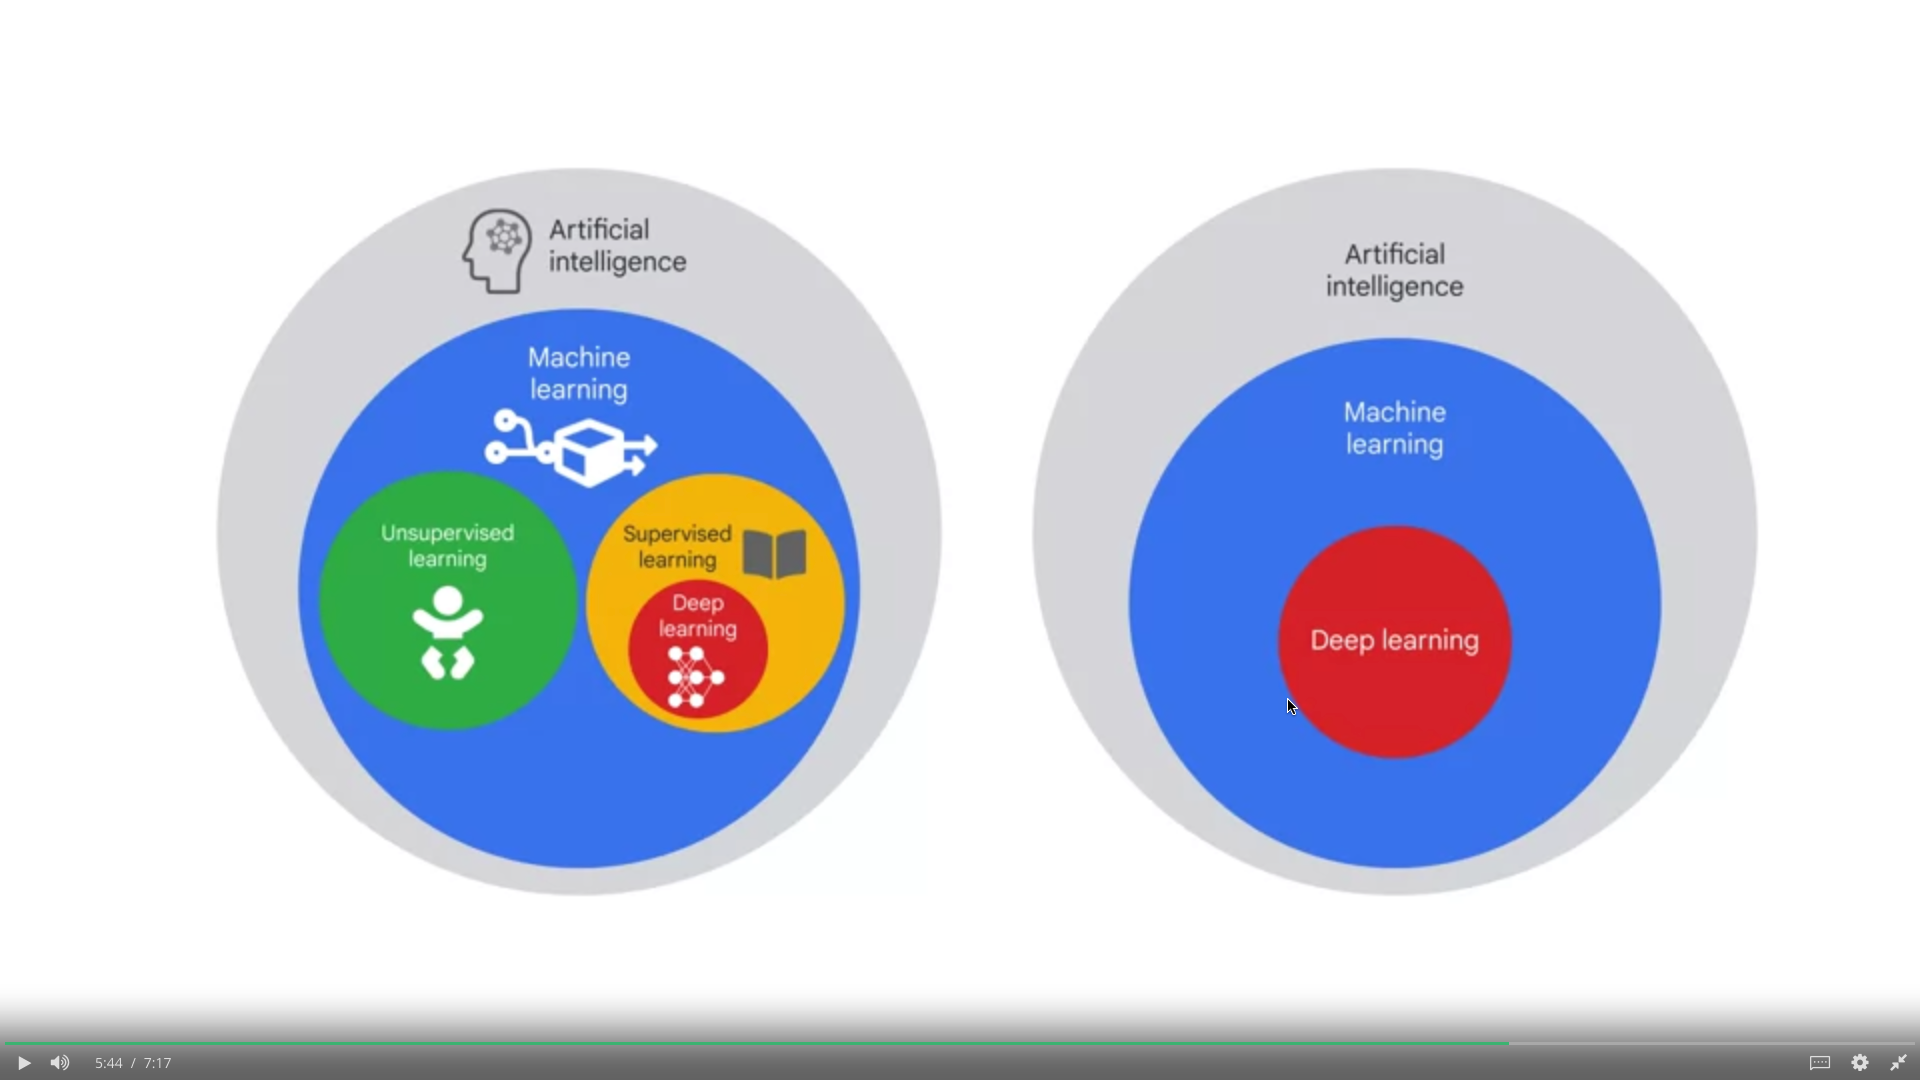 Artificial
intelligence
Machine
learning
Unsupervised
learning
Supervised
learning
Deep
learning
Artificial
intelligence
Machine
learning
Deep learning
5:44 / 7:17